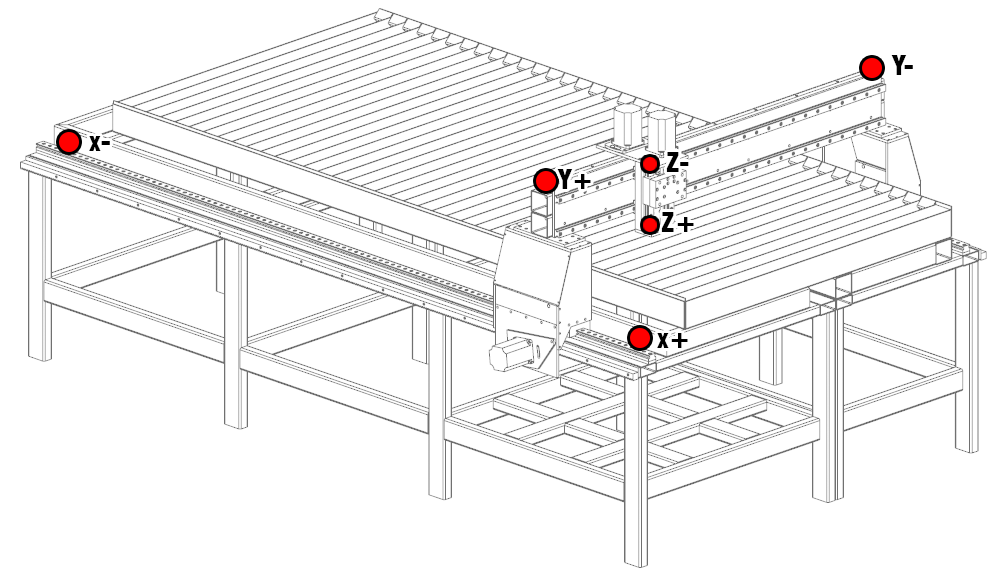 Y-
x-
Z-
Y+
Z+
x+